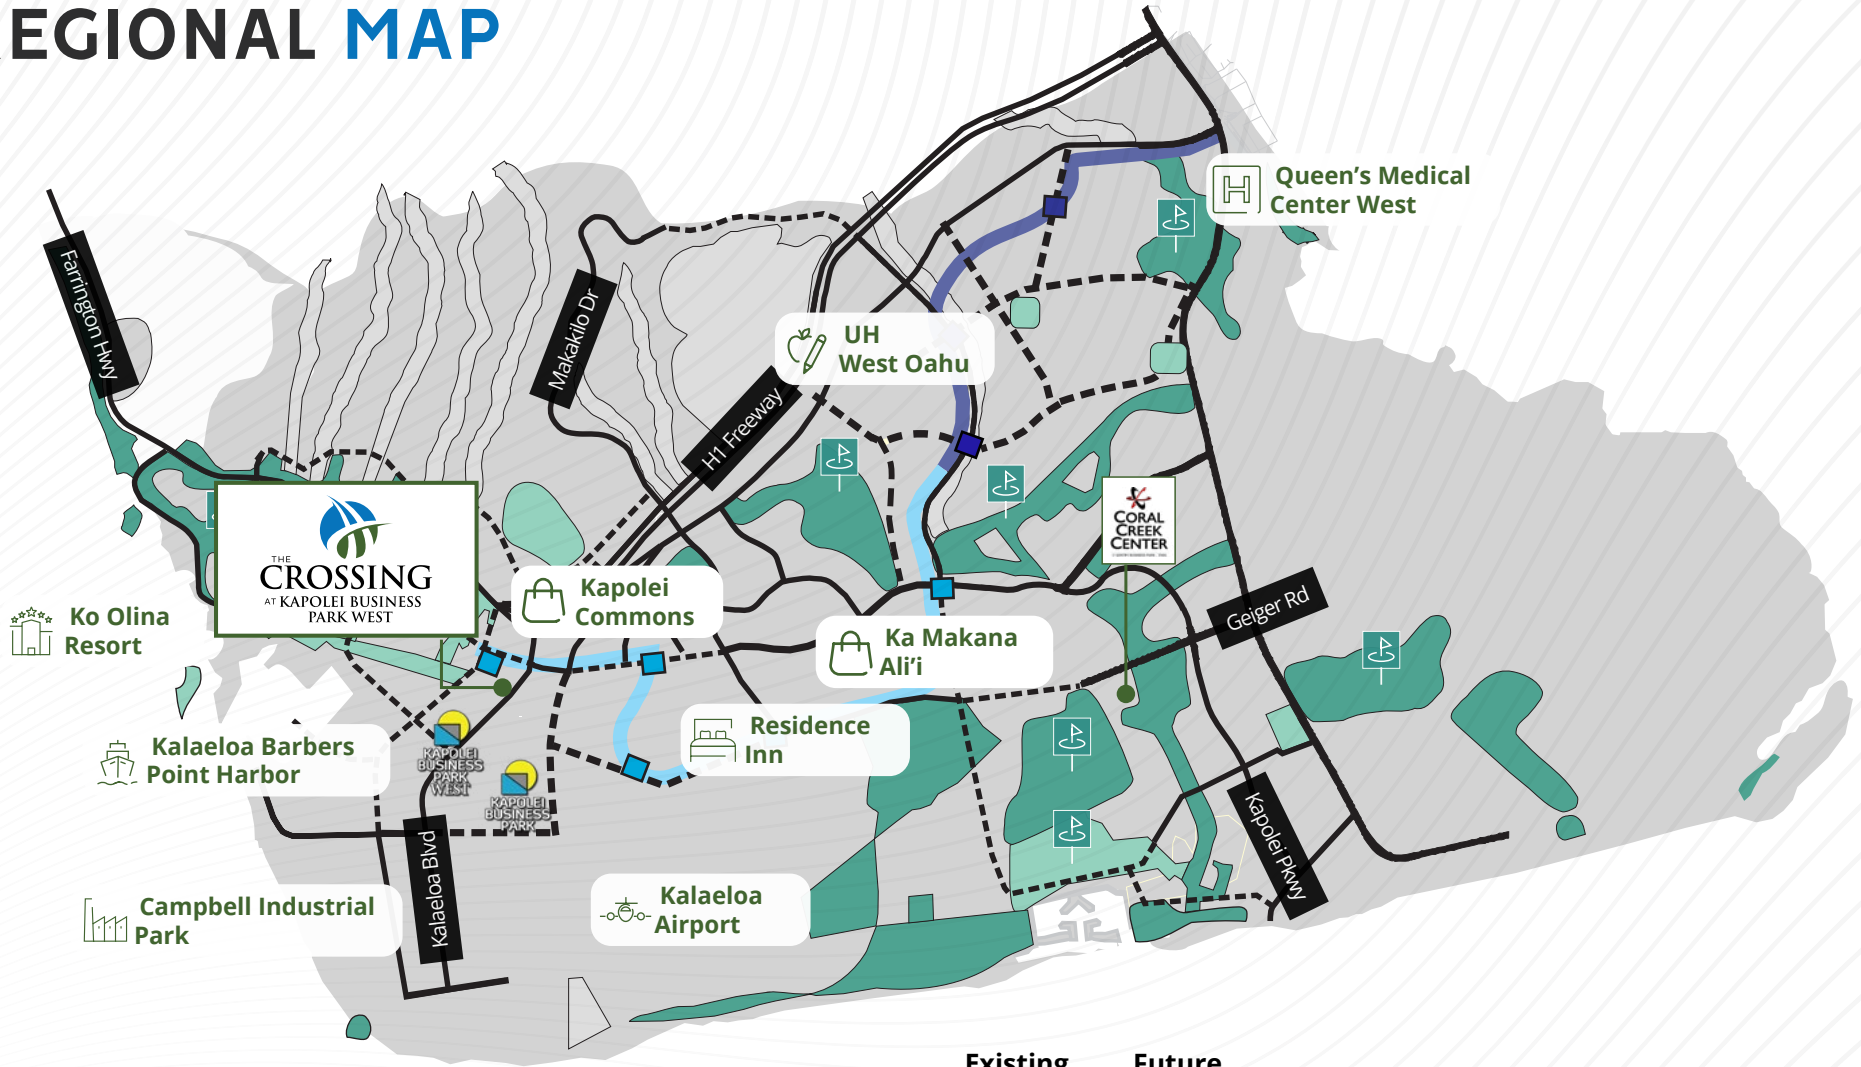 EGIONAL MAP
Queen's Medical
Center West
Farrington Hwy
Makakilo Dr
UH
West Oahu
H1 Freeway
THE
CROSSING
AT KAPOLEI BUSINESS
PARK WEST
CORAL
CREEK
CENTER
Kapolei
Commons
Ko Olina
Resort
Geiger Rd
Ka Makana
Ali'i
Residence
Inn
Kalaeloa Barbers
Point Harbor
KAPOLEI
BUSINESS
PARK
WEST
KAPOLEI
BUSINESS
PARK
Kapolei Pkwy
Kalaeloa Blvd
Kalaeloa
Airport
Campbell Industrial
Park
Existing Future